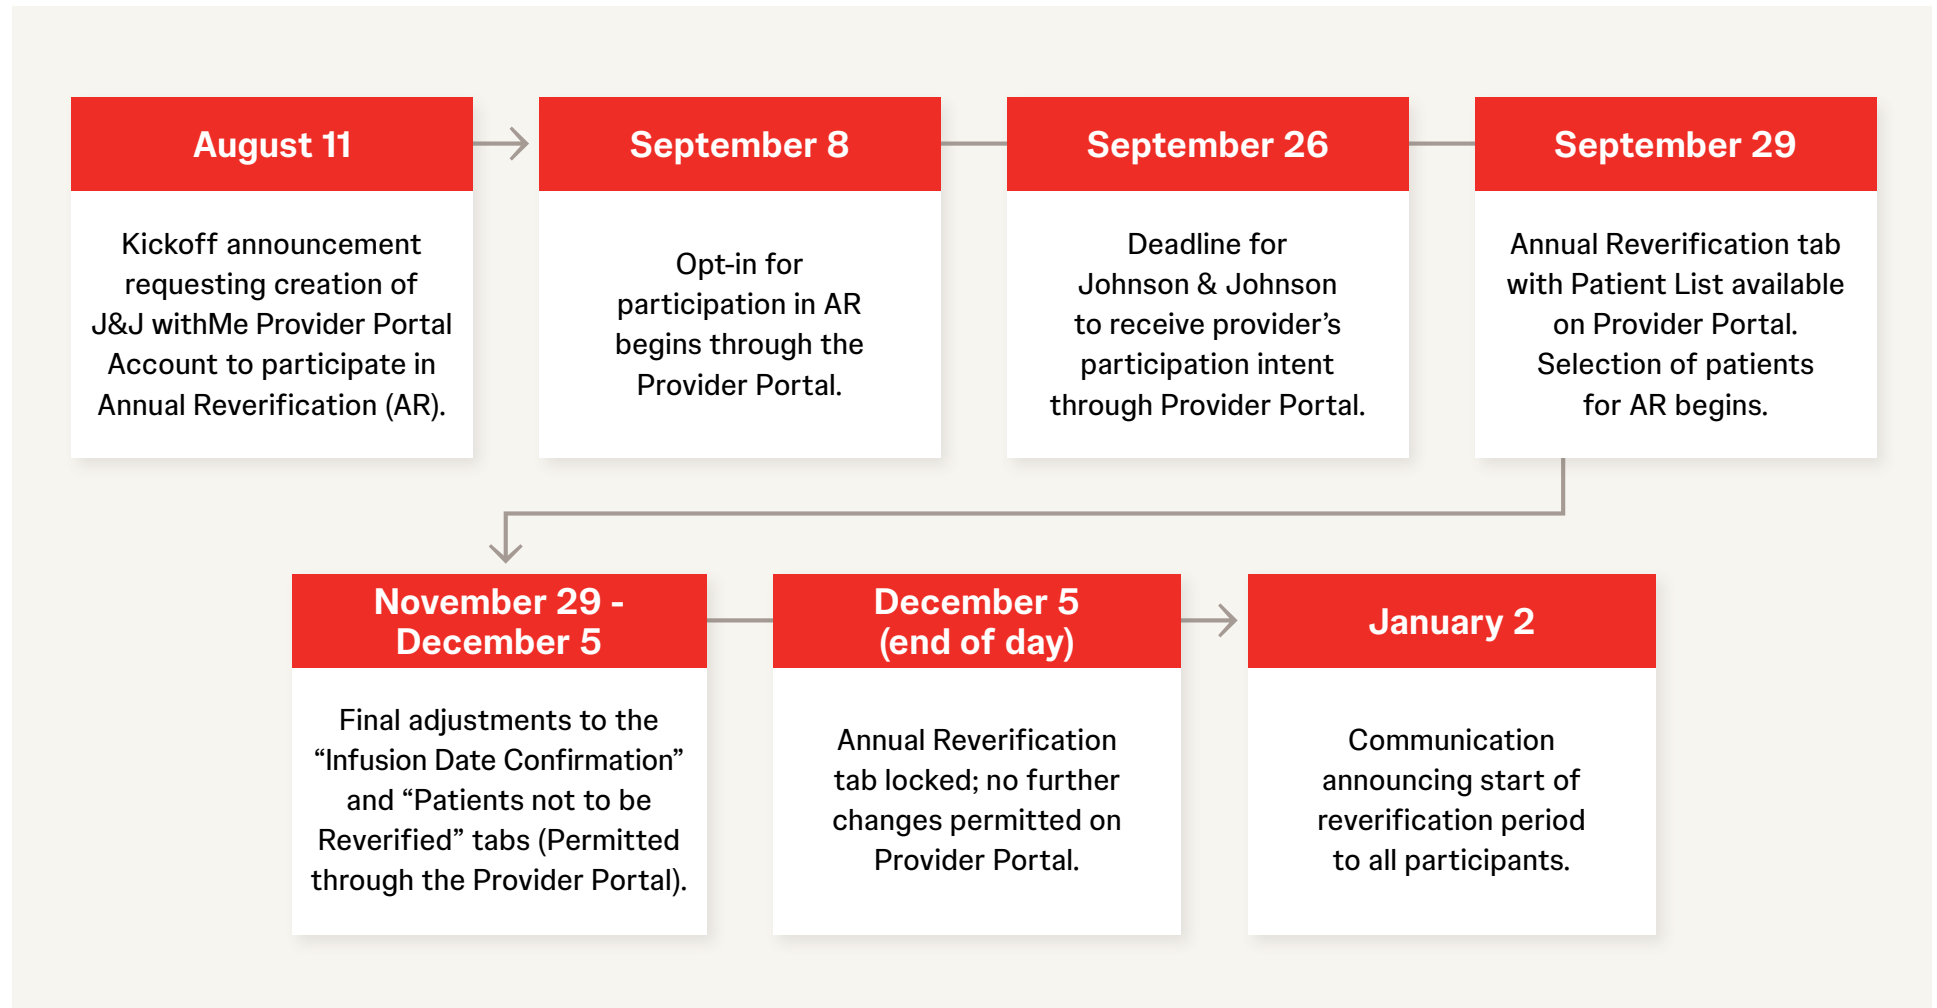 August 11
Kickoff announcement
requesting creation of
J&J withMe Provider Portal
Account to participate in
Annual Reverification (AR).
September 8
Opt-in for
participation in AR
begins through the
Provider Portal.
September 26
Deadline for
Johnson & Johnson
to receive provider’s
participation intent
through Provider Portal.
September 29
Annual Reverification tab
with Patient List available
on Provider Portal.
Selection of patients
for AR begins.
November 29 -
December 5
Final adjustments to the
“Infusion Date Confirmation”
and “Patients not to be
Reverified” tabs (Permitted
through the Provider Portal).
December 5
(end of day)
Annual Reverification
tab locked; no further
changes permitted on
Provider Portal.
January 2
Communication
announcing start of
reverification period
to all participants.